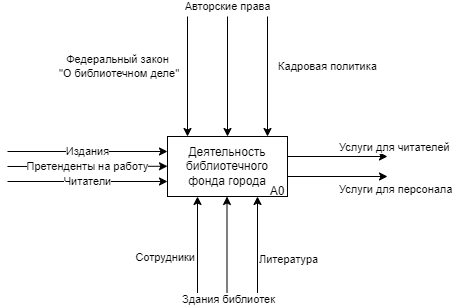 Авторские права
Федеральный закон
"О библиотечном деле"
Кадровая политика
Издания
Претенденты на работу
Читатели
Деятельность
библиотечного
фонда города
A0
Услуги для читателей
Услуги для персонала
Сотрудники
Литература
Здания библиотек